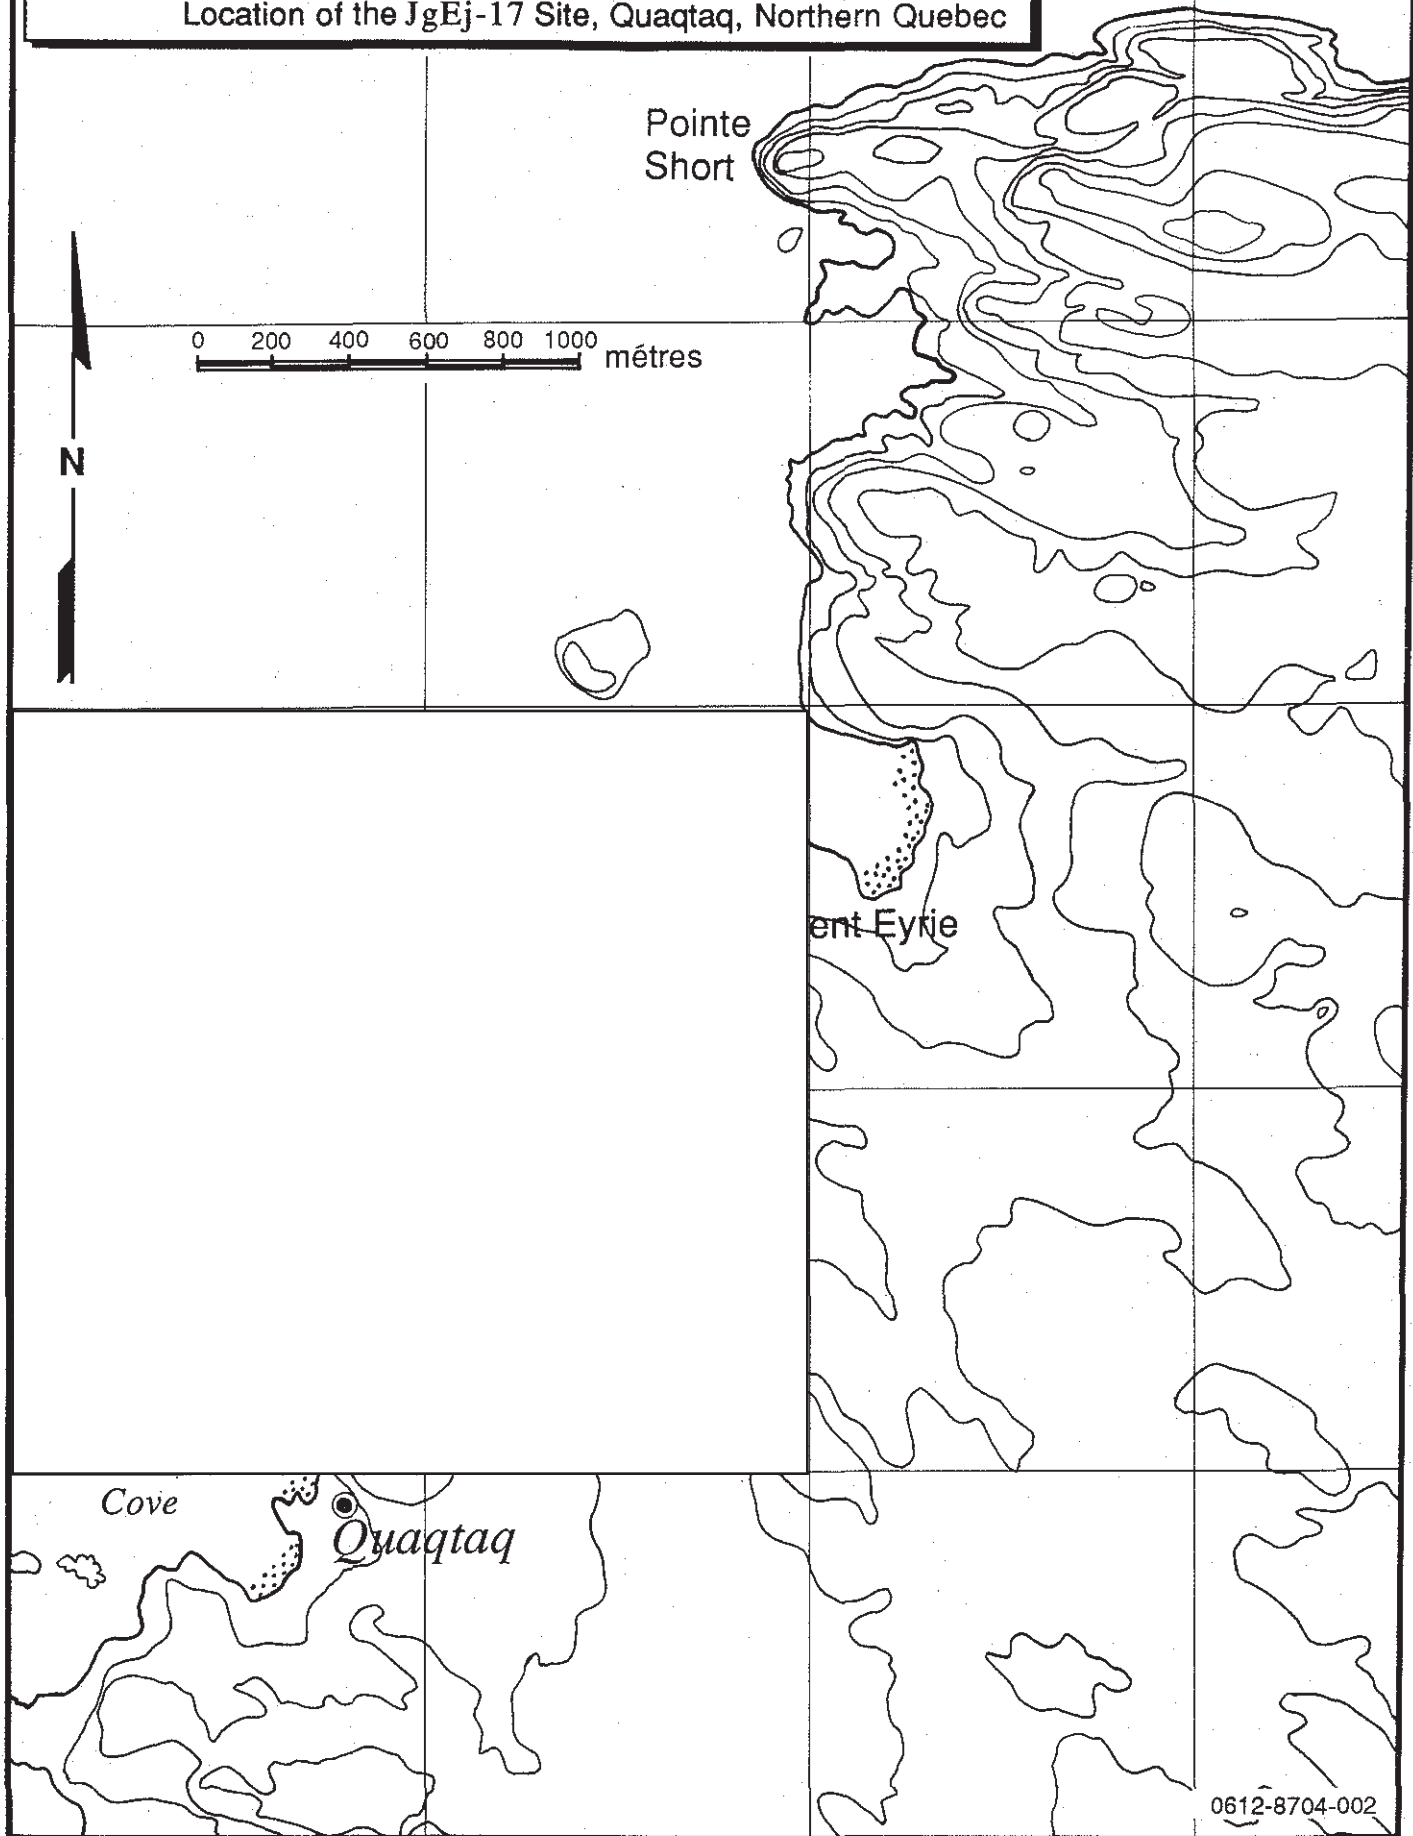 Location of the JgEj-17 Site, Quaqtaq, Northern Quebec
Pointe
Short
0 200 400 600 800 1000 métres
N
ent Eyrie
Cove
Quaqtaq
0612-8704-002